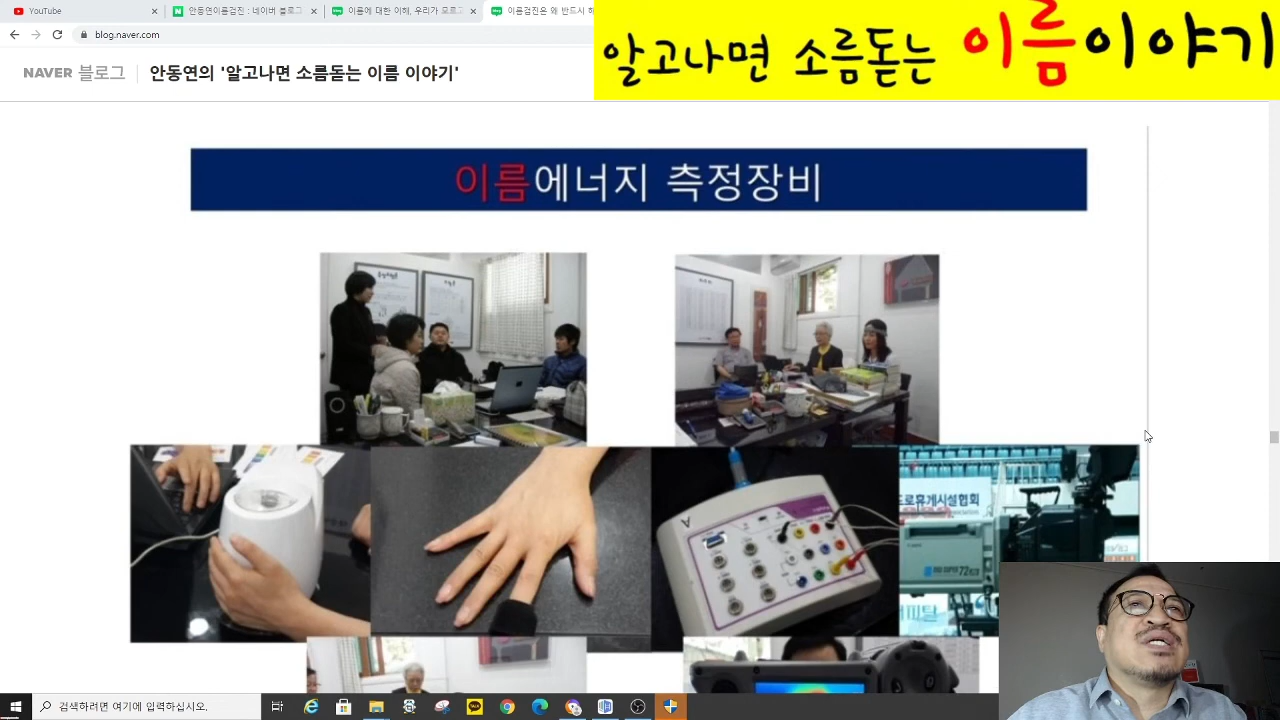 YouTube
안동연이름검진 : 네이버 블로그
이름에 대한 이해, 우리가 모르고
이름검진은 왜 반드시 하
blog.naver.com
알고나면 소름돋는 이름이야기
NAVER 블로그
안동연의 '알고나면 소름돋는 이름 이야기'
이름에너지 측정장비
도로휴게시설협회
72
검색하려면 여기에 입력하십시오.
TALK